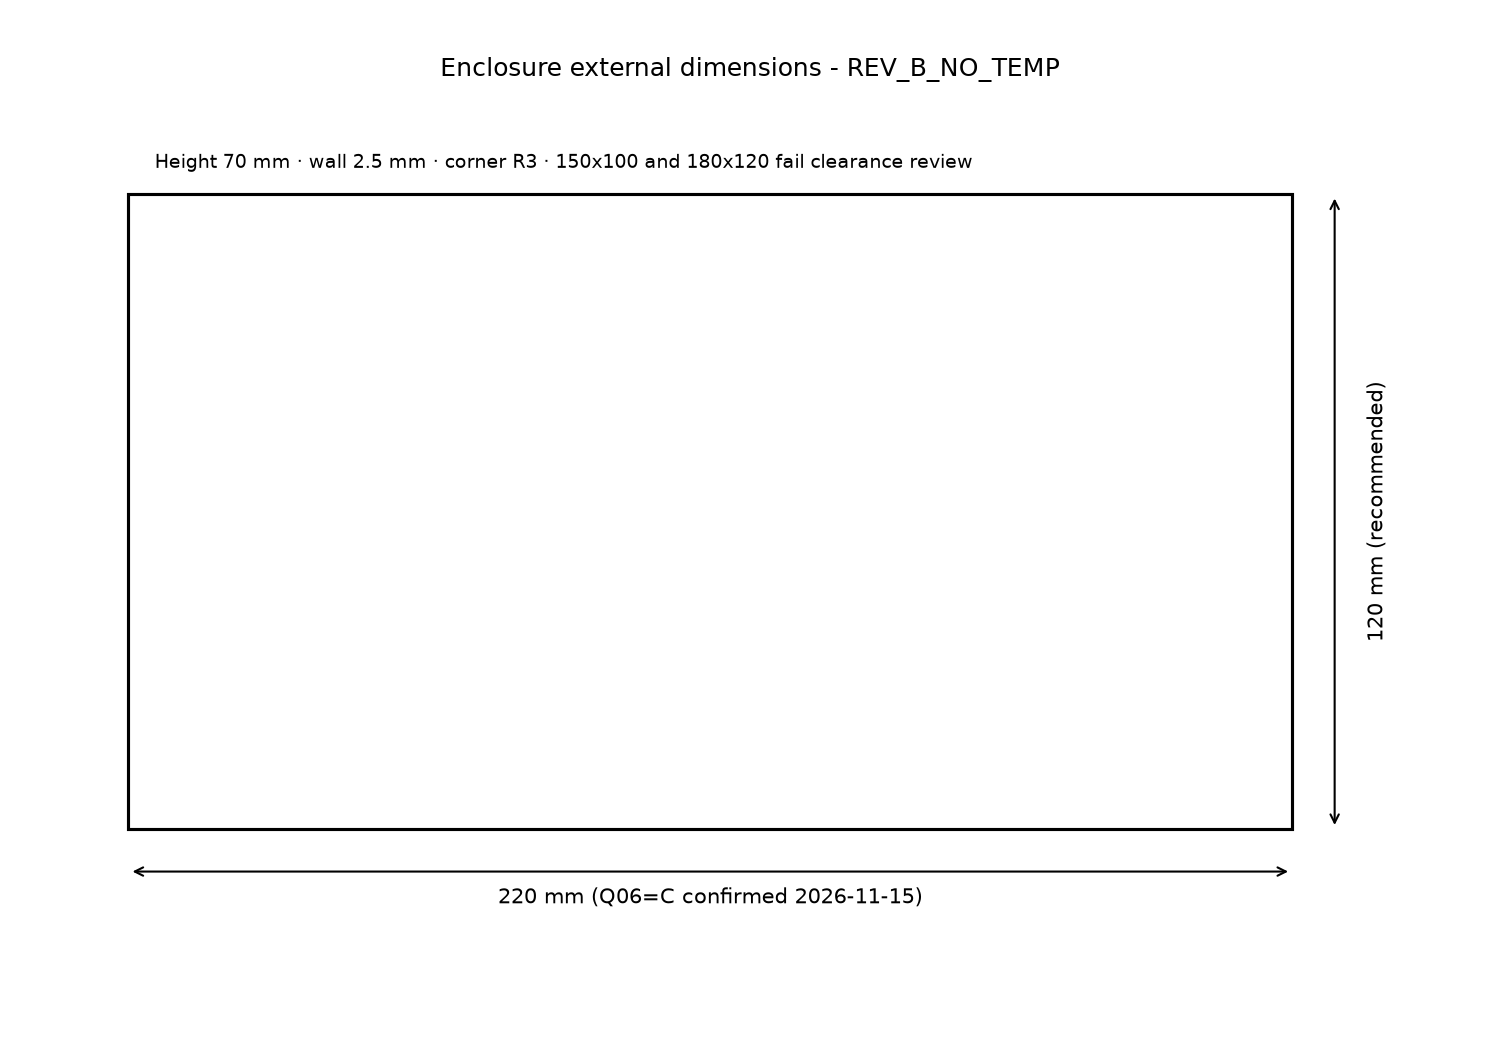 Enclosure external dimensions - REV_B_NO_TEMP
Height 70 mm · wall 2.5 mm · corner R3 · 150x100 and 180x120 fail clearance review
120 mm (recommended)
220 mm (Q06=C confirmed 2026-11-15)